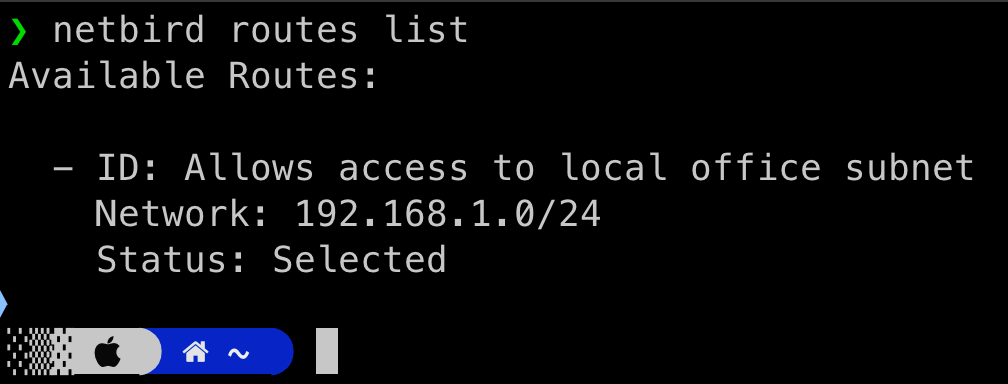 ❯ netbird routes list
Available Routes:
- ID: Allows access to local office subnet
Network: 192.168.1.0/24
Status: Selected
~